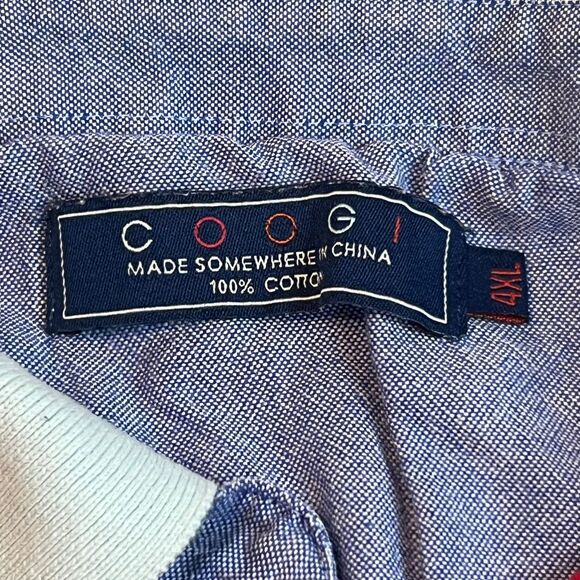 COOGI
MADE SOMEWHERE IN CHINA
100% COTTON
4XL